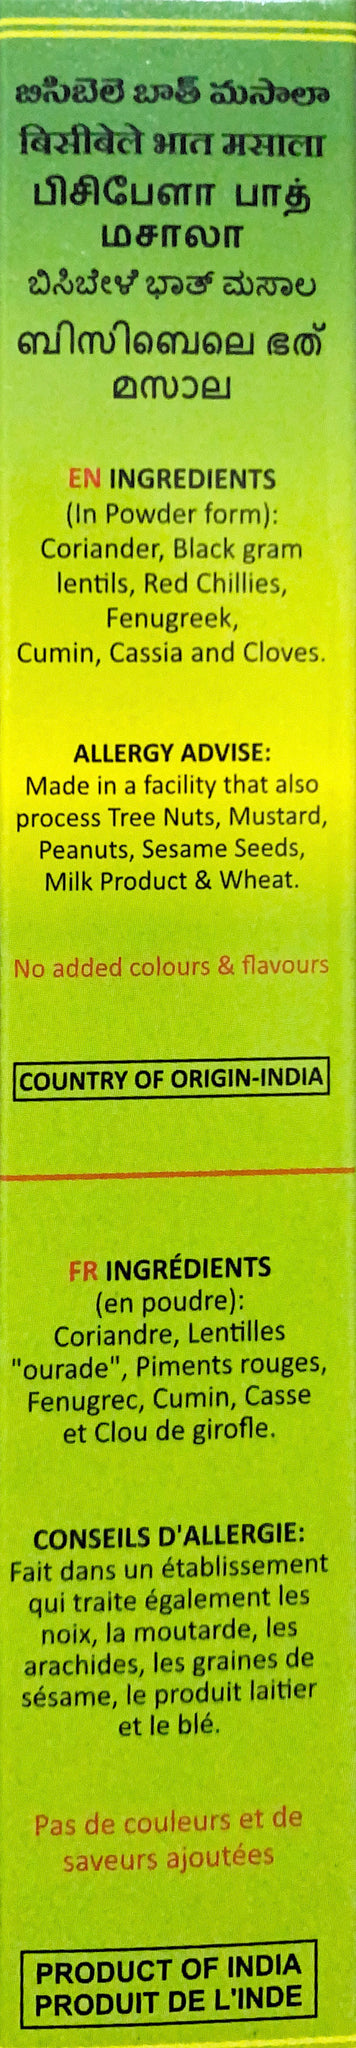 బిసిబెలె బాత్ మసాలా
बिसीबेले भात मसाला
பிசிபேளா பாத்
மசாலா
ಬಿಸಿಬೇಳೆ ಭಾತ್ ಮಸಾಲ
ബിസിബെലെ ഭത്
മസാല
EN INGREDIENTS
(In Powder form):
Coriander, Black gram
lentils, Red Chillies,
Fenugreek,
Cumin, Cassia and Cloves.
ALLERGY ADVISE:
Made in a facility that also
process Tree Nuts, Mustard,
Peanuts, Sesame Seeds,
Milk Product & Wheat.
No added colours & flavours
COUNTRY OF ORIGIN-INDIA
FR INGRÉDIENTS
(en poudre):
Coriandre, Lentilles
"ourade", Piments rouges,
Fenugrec, Cumin, Casse
et Clou de girofle.
CONSEILS D'ALLERGIE:
Fait dans un établissement
qui traite également les
noix, la moutarde, les
arachides, les graines de
sésame, le produit laitier
et le blé.
Pas de couleurs et de
saveurs ajoutées
PRODUCT OF INDIA
PRODUIT DE L'INDE